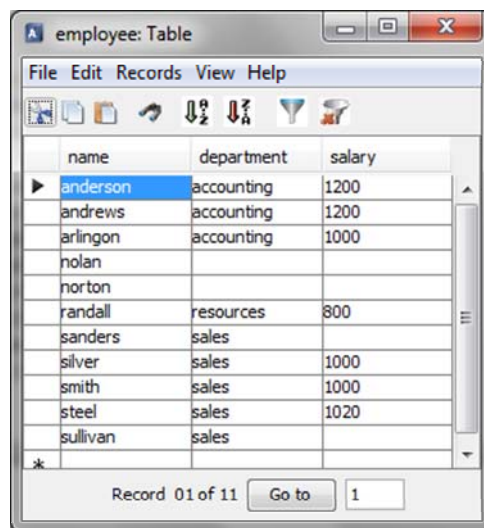 employee: Table
File Edit Records View Help
name department salary
anderson accounting 1200
andrews accounting 1200
arlingon accounting 1000
nolan
norton
randall resources 800
sanders sales
silver sales 1000
smith sales 1000
steel sales 1020
sullivan sales
*
Record 01 of 11 Go to 1